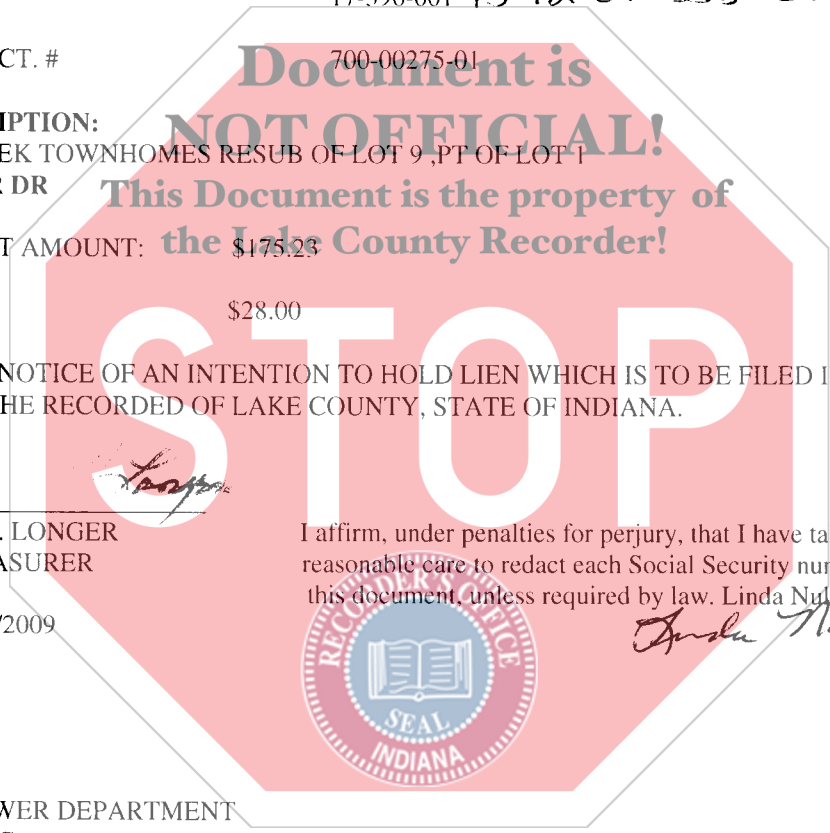 CT. # 700-00275-01
Document is
IPTION:
NOT OFFICIAL!
EK TOWNHOMES RESUB OF LOT 9 ,PT OF LOT 1
DR
This Document is the property of
T AMOUNT: $175.23
the Lake County Recorder!
$28.00
STOP
NOTICE OF AN INTENTION TO HOLD LIEN WHICH IS TO BE FILED I
HE RECORDED OF LAKE COUNTY, STATE OF INDIANA.
. LONGER
ASURER
I affirm, under penalties for perjury, that I have ta
reasonable care to redact each Social Security nu
this document, unless required by law. Linda Nul
/2009
Linda
RECORDER'S OFFICE
SEAL
INDIANA
WER DEPARTMENT